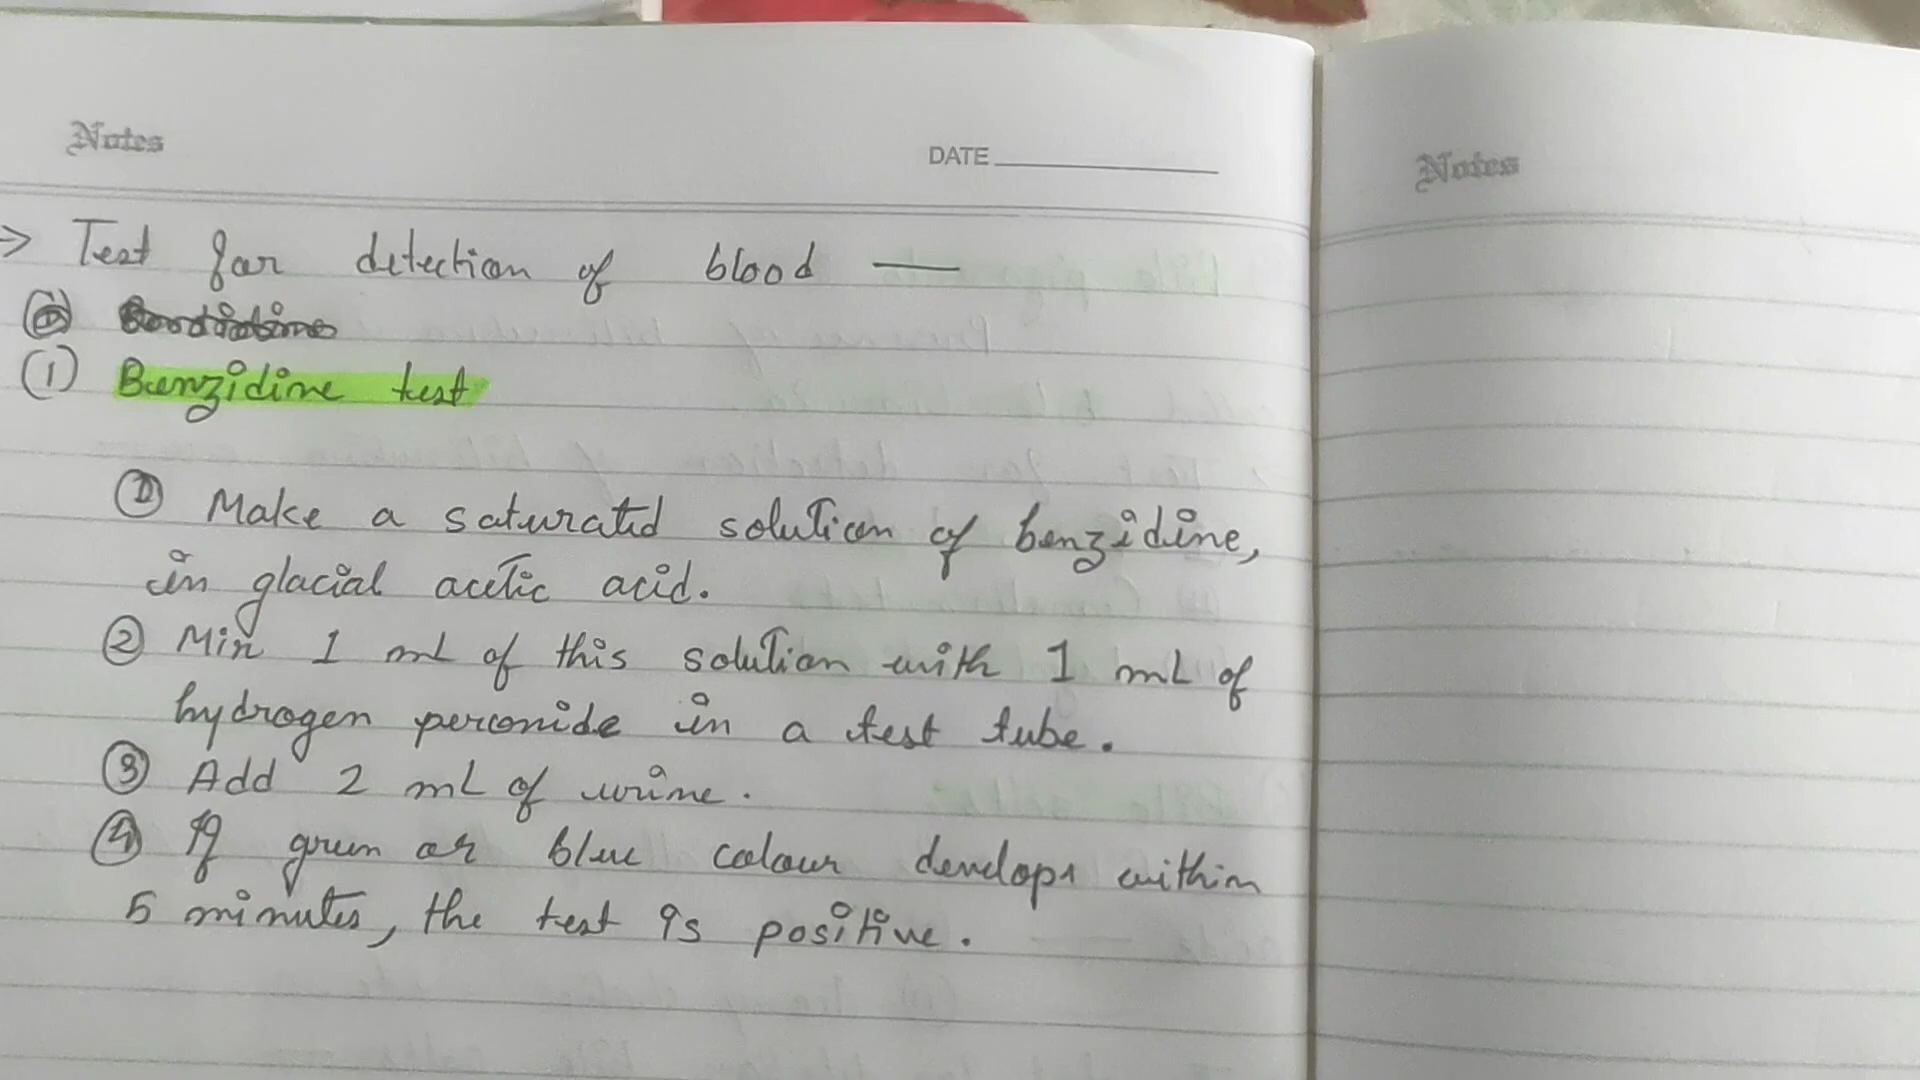 Notes
DATE
Notes
→ Test for detection of blood —
(1) Benzidine test
① Make a saturated solution of benzidine,
in glacial acetic acid.
② Mix 1 mL of this solution with 1 mL of
hydrogen peroxide in a test tube.
③ Add 2 mL of urine.
④ If green or blue colour develops within
5 minutes, the test is positive.